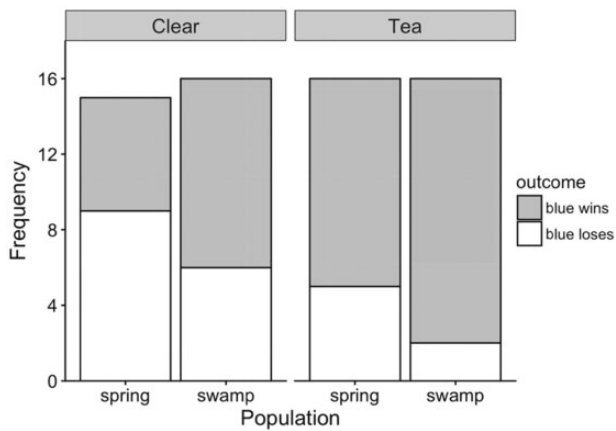 Clear
Tea
16
12
8
4
0
Frequency
spring
swamp
spring
swamp
Population
outcome
blue wins
blue loses